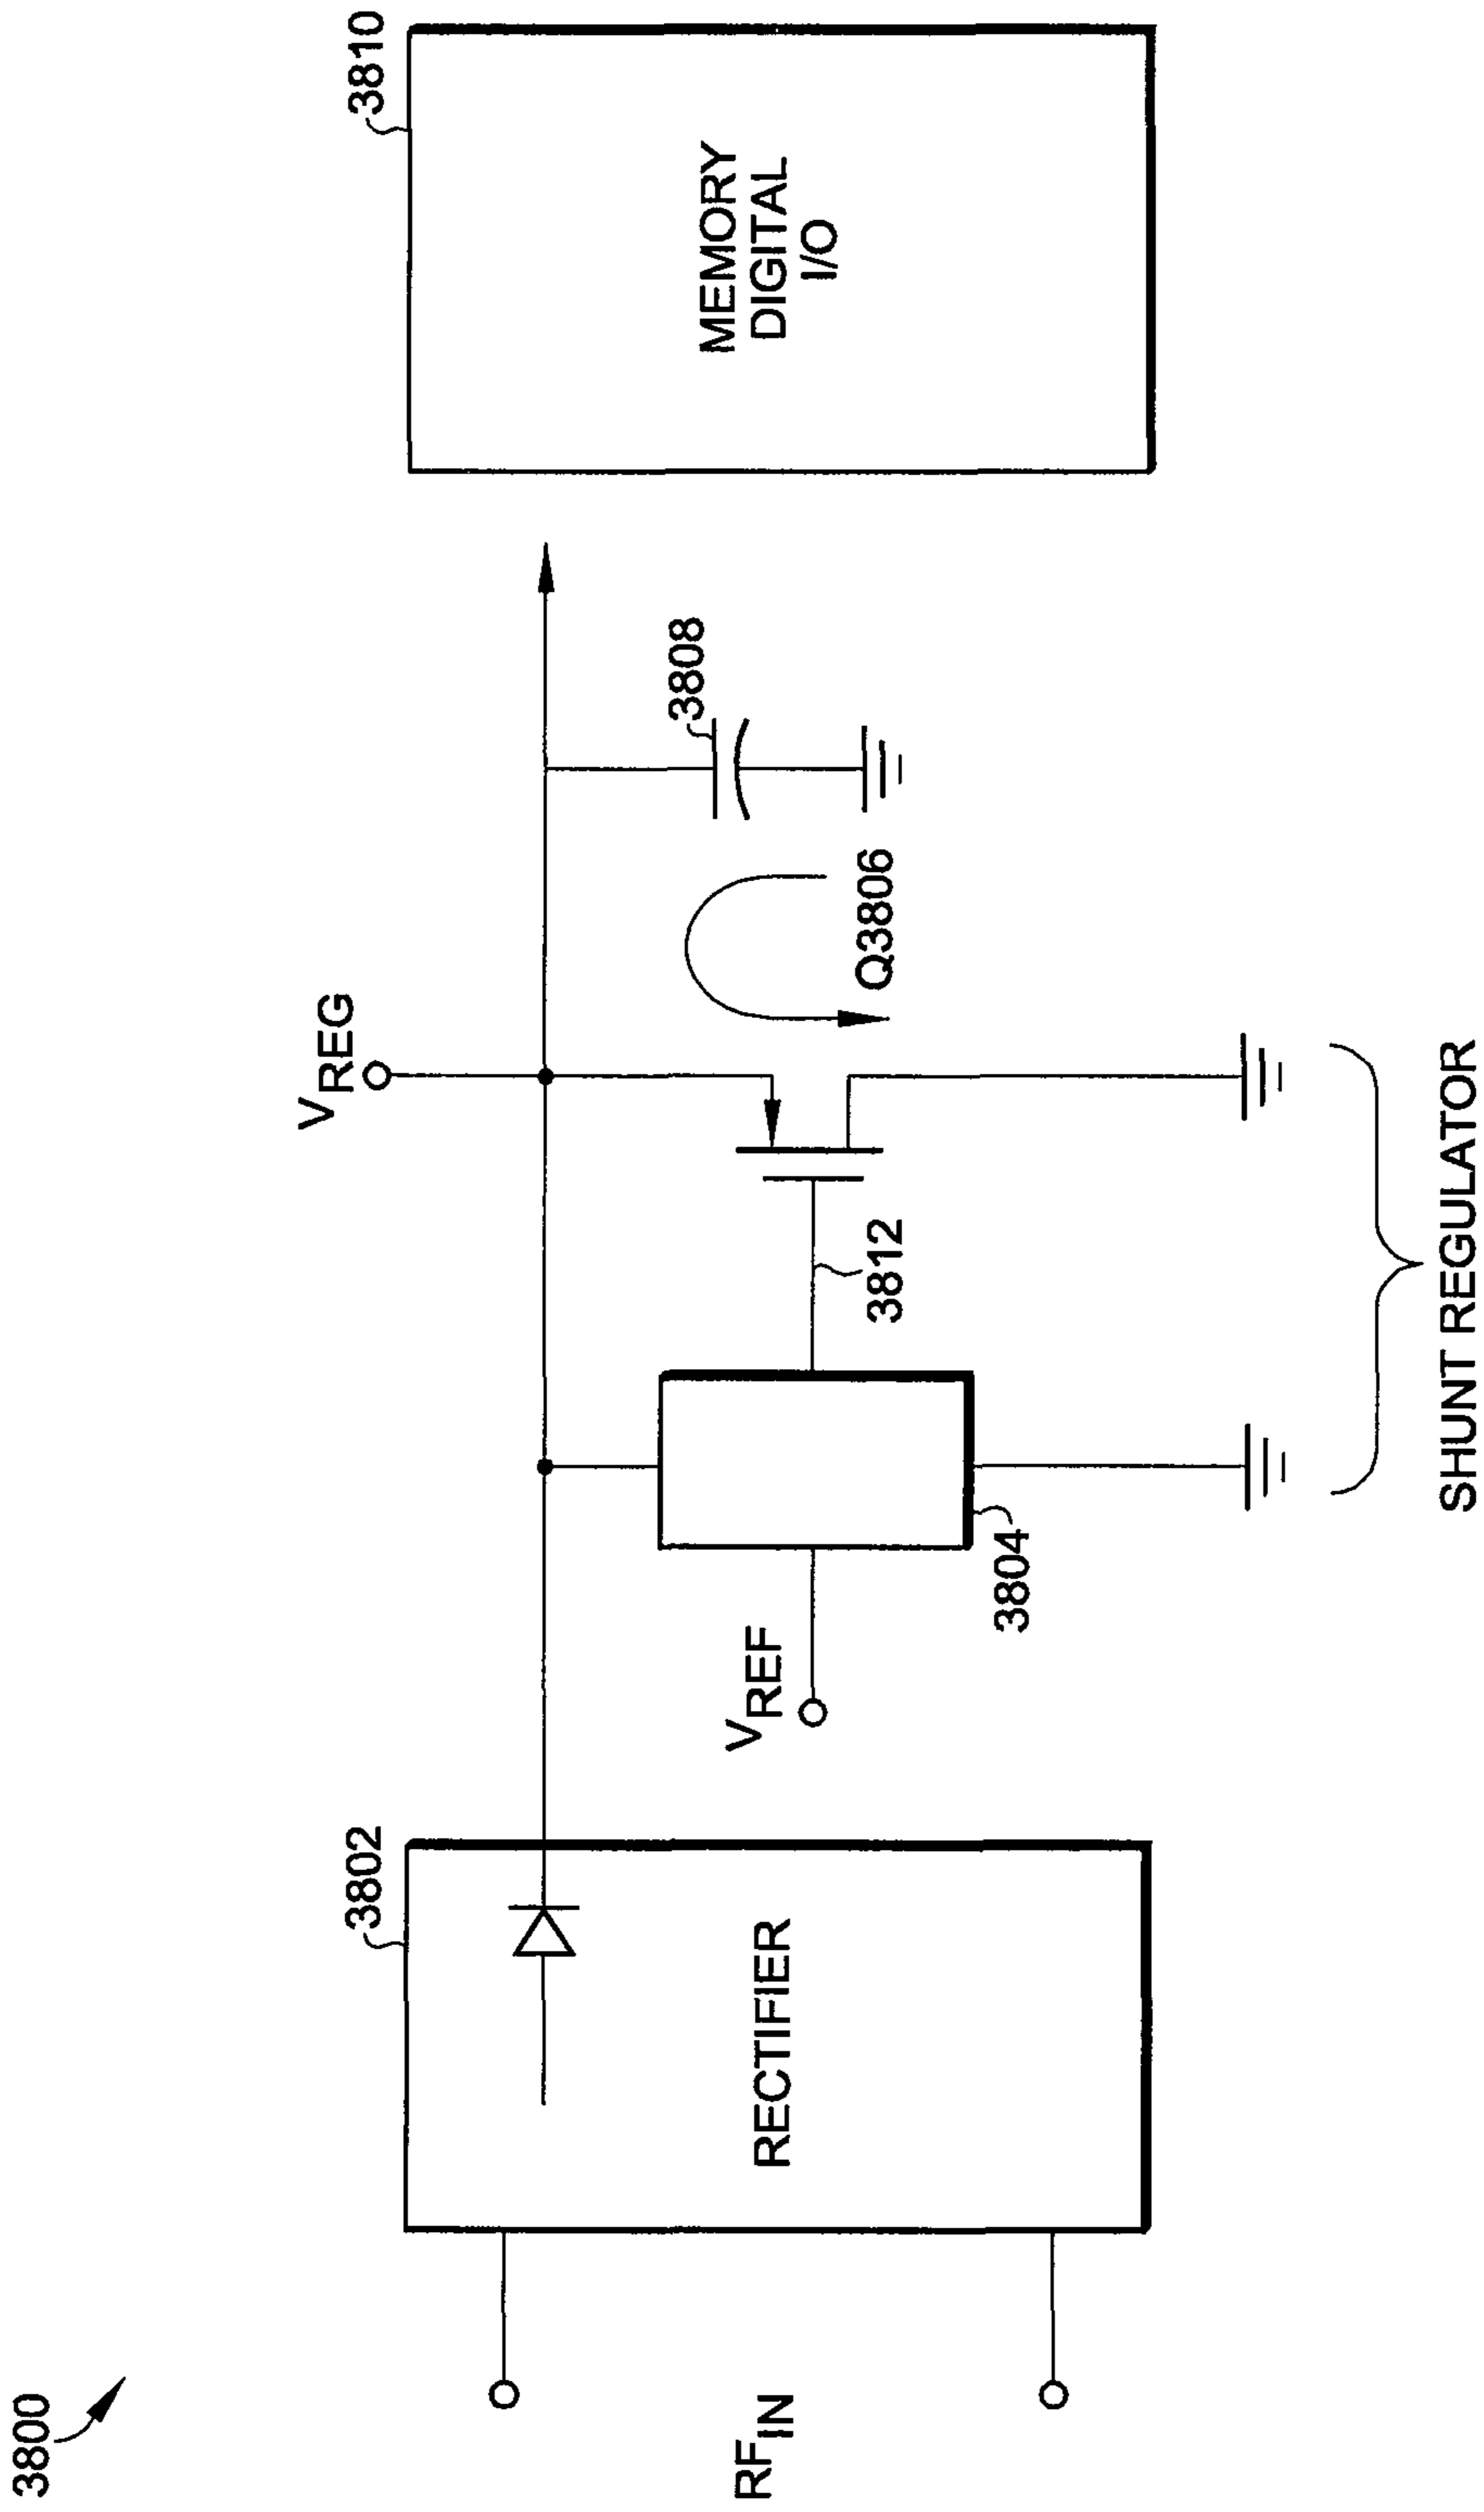 3800
RFIN
3802
RECTIFIER
VREF
3804
3812
VREG
Q3806
3808
3810
MEMORY
DIGITAL
I/O
SHUNT REGULATOR